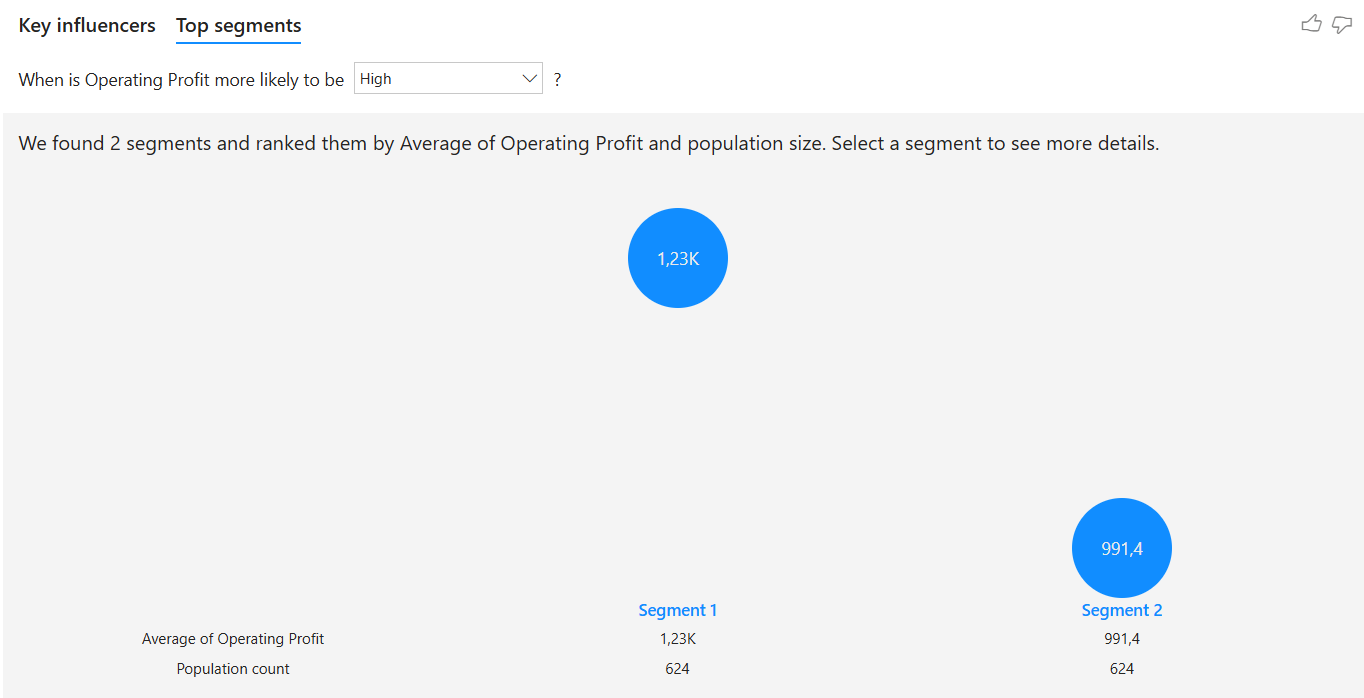 Key influencers Top segments
When is Operating Profit more likely to be High ?
We found 2 segments and ranked them by Average of Operating Profit and population size. Select a segment to see more details.
1,23K
991,4
Segment 1 Segment 2
Average of Operating Profit 1,23K 991,4
Population count 624 624